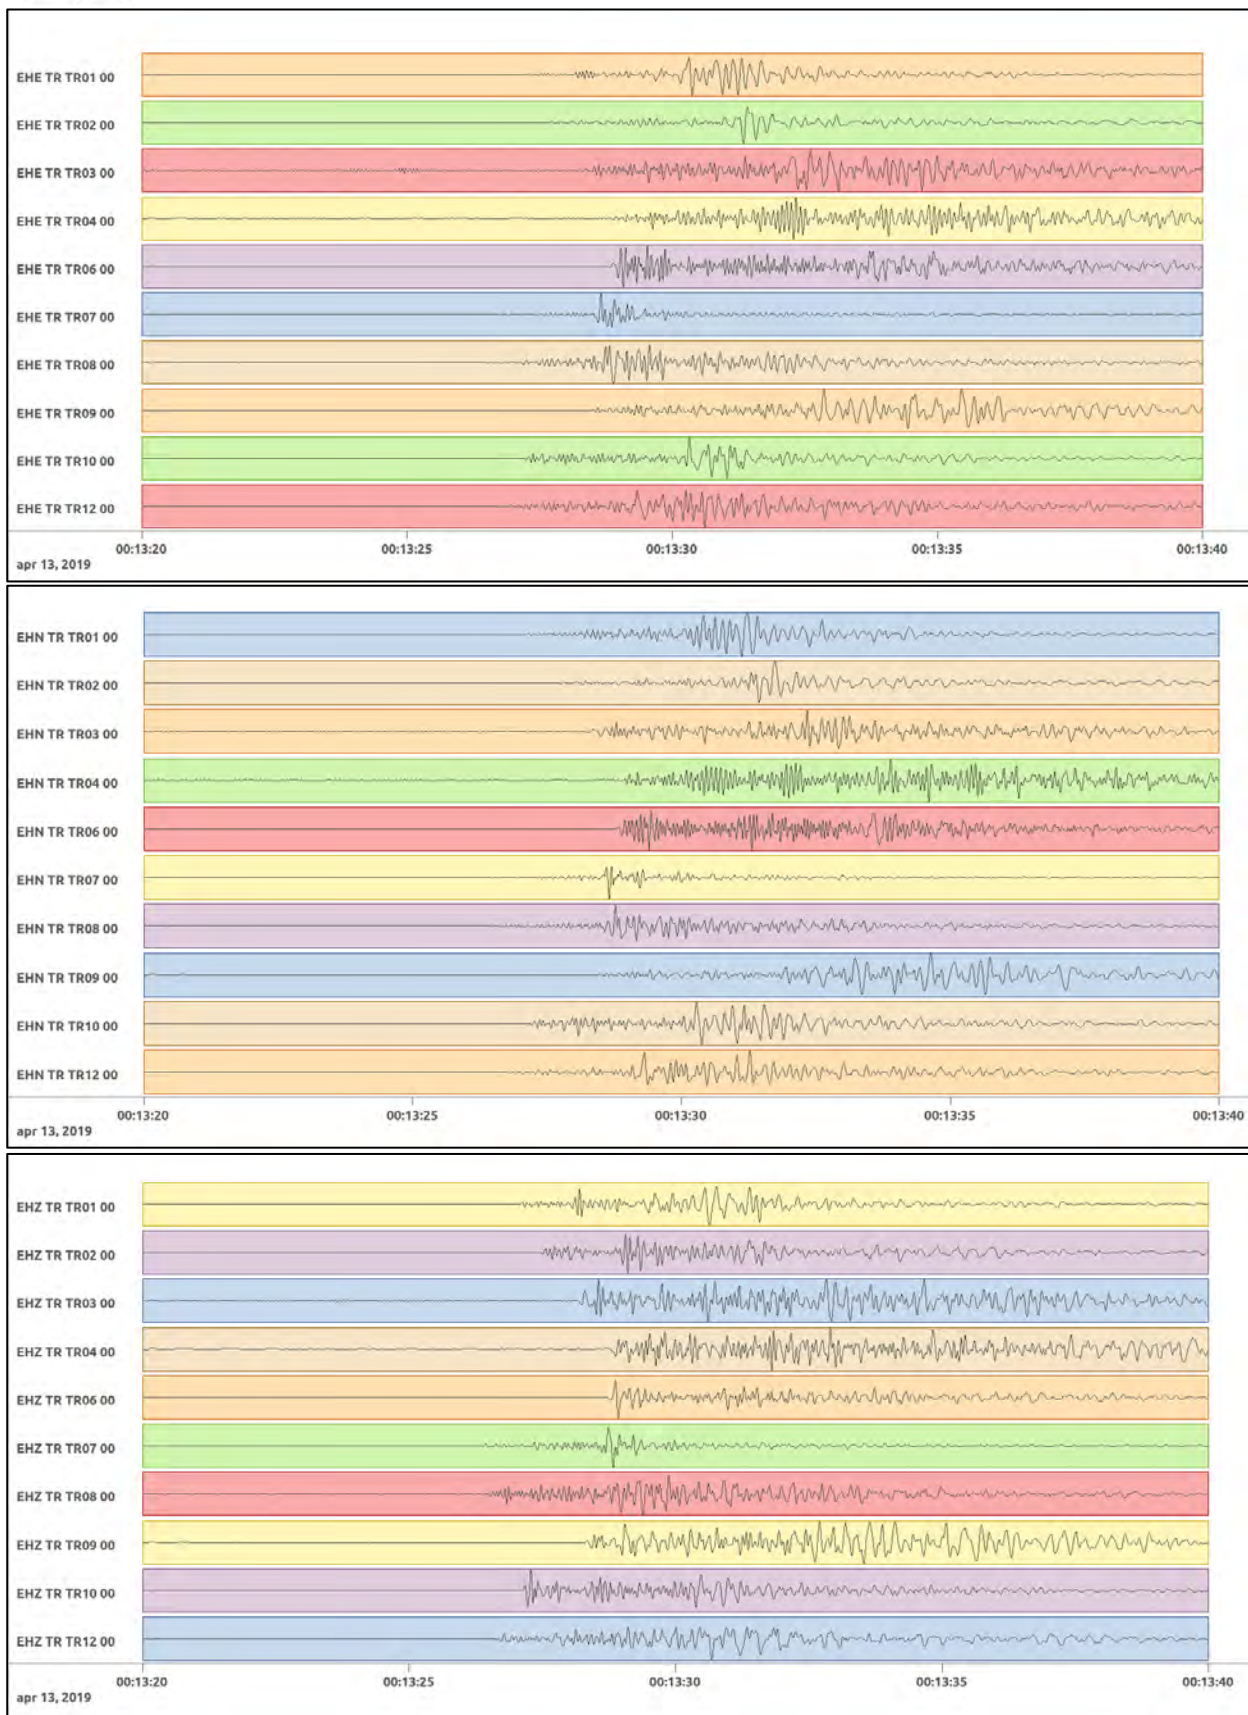 EHE TR TR01 00
EHE TR TR02 00
EHE TR TR03 00
EHE TR TR04 00
EHE TR TR06 00
EHE TR TR07 00
EHE TR TR08 00
EHE TR TR09 00
EHE TR TR10 00
EHE TR TR12 00
00:13:20 00:13:25 00:13:30 00:13:35 00:13:40
apr 13, 2019
EHN TR TR01 00
EHN TR TR02 00
EHN TR TR03 00
EHN TR TR04 00
EHN TR TR06 00
EHN TR TR07 00
EHN TR TR08 00
EHN TR TR09 00
EHN TR TR10 00
EHN TR TR12 00
00:13:20 00:13:25 00:13:30 00:13:35 00:13:40
apr 13, 2019
EHZ TR TR01 00
EHZ TR TR02 00
EHZ TR TR03 00
EHZ TR TR04 00
EHZ TR TR06 00
EHZ TR TR07 00
EHZ TR TR08 00
EHZ TR TR09 00
EHZ TR TR10 00
EHZ TR TR12 00
00:13:20 00:13:25 00:13:30 00:13:35 00:13:40
apr 13, 2019